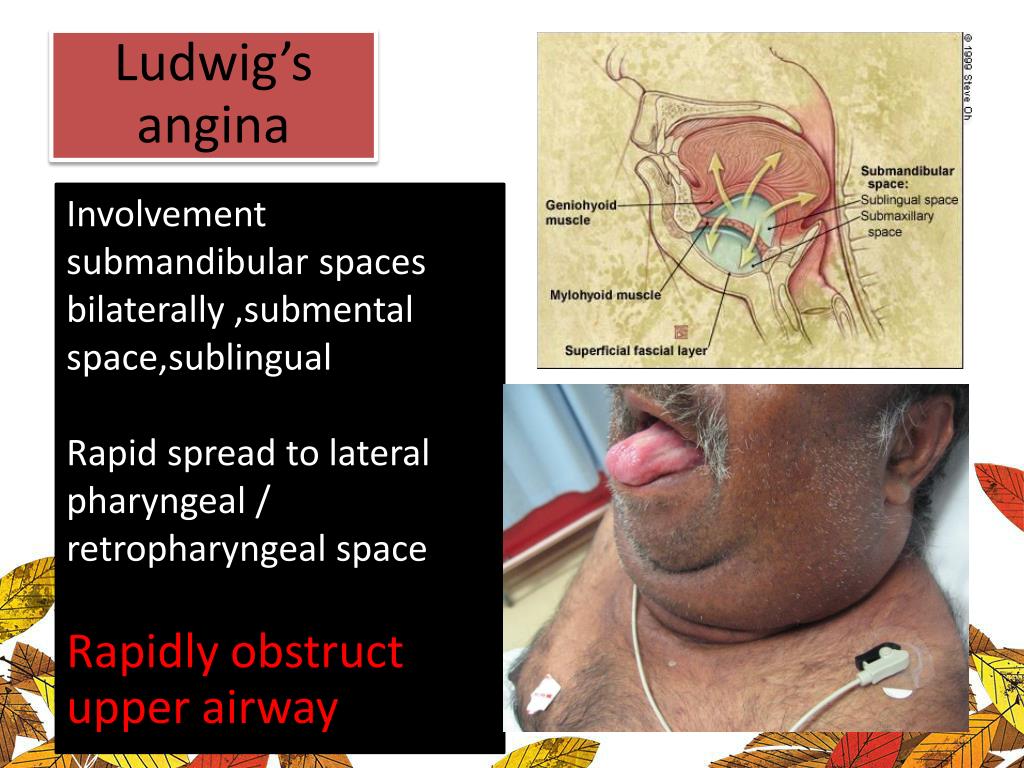 Ludwig’s
angina
Involvement
submandibular spaces
bilaterally ,submental
space,sublingual
Rapid spread to lateral
pharyngeal /
retropharyngeal space
Rapidly obstruct
upper airway
© 1999 Steve Oh
Submandibular
space:
Sublingual space
Submaxillary
space
Geniohyoid
muscle
Mylohyoid muscle
Superficial fascial layer